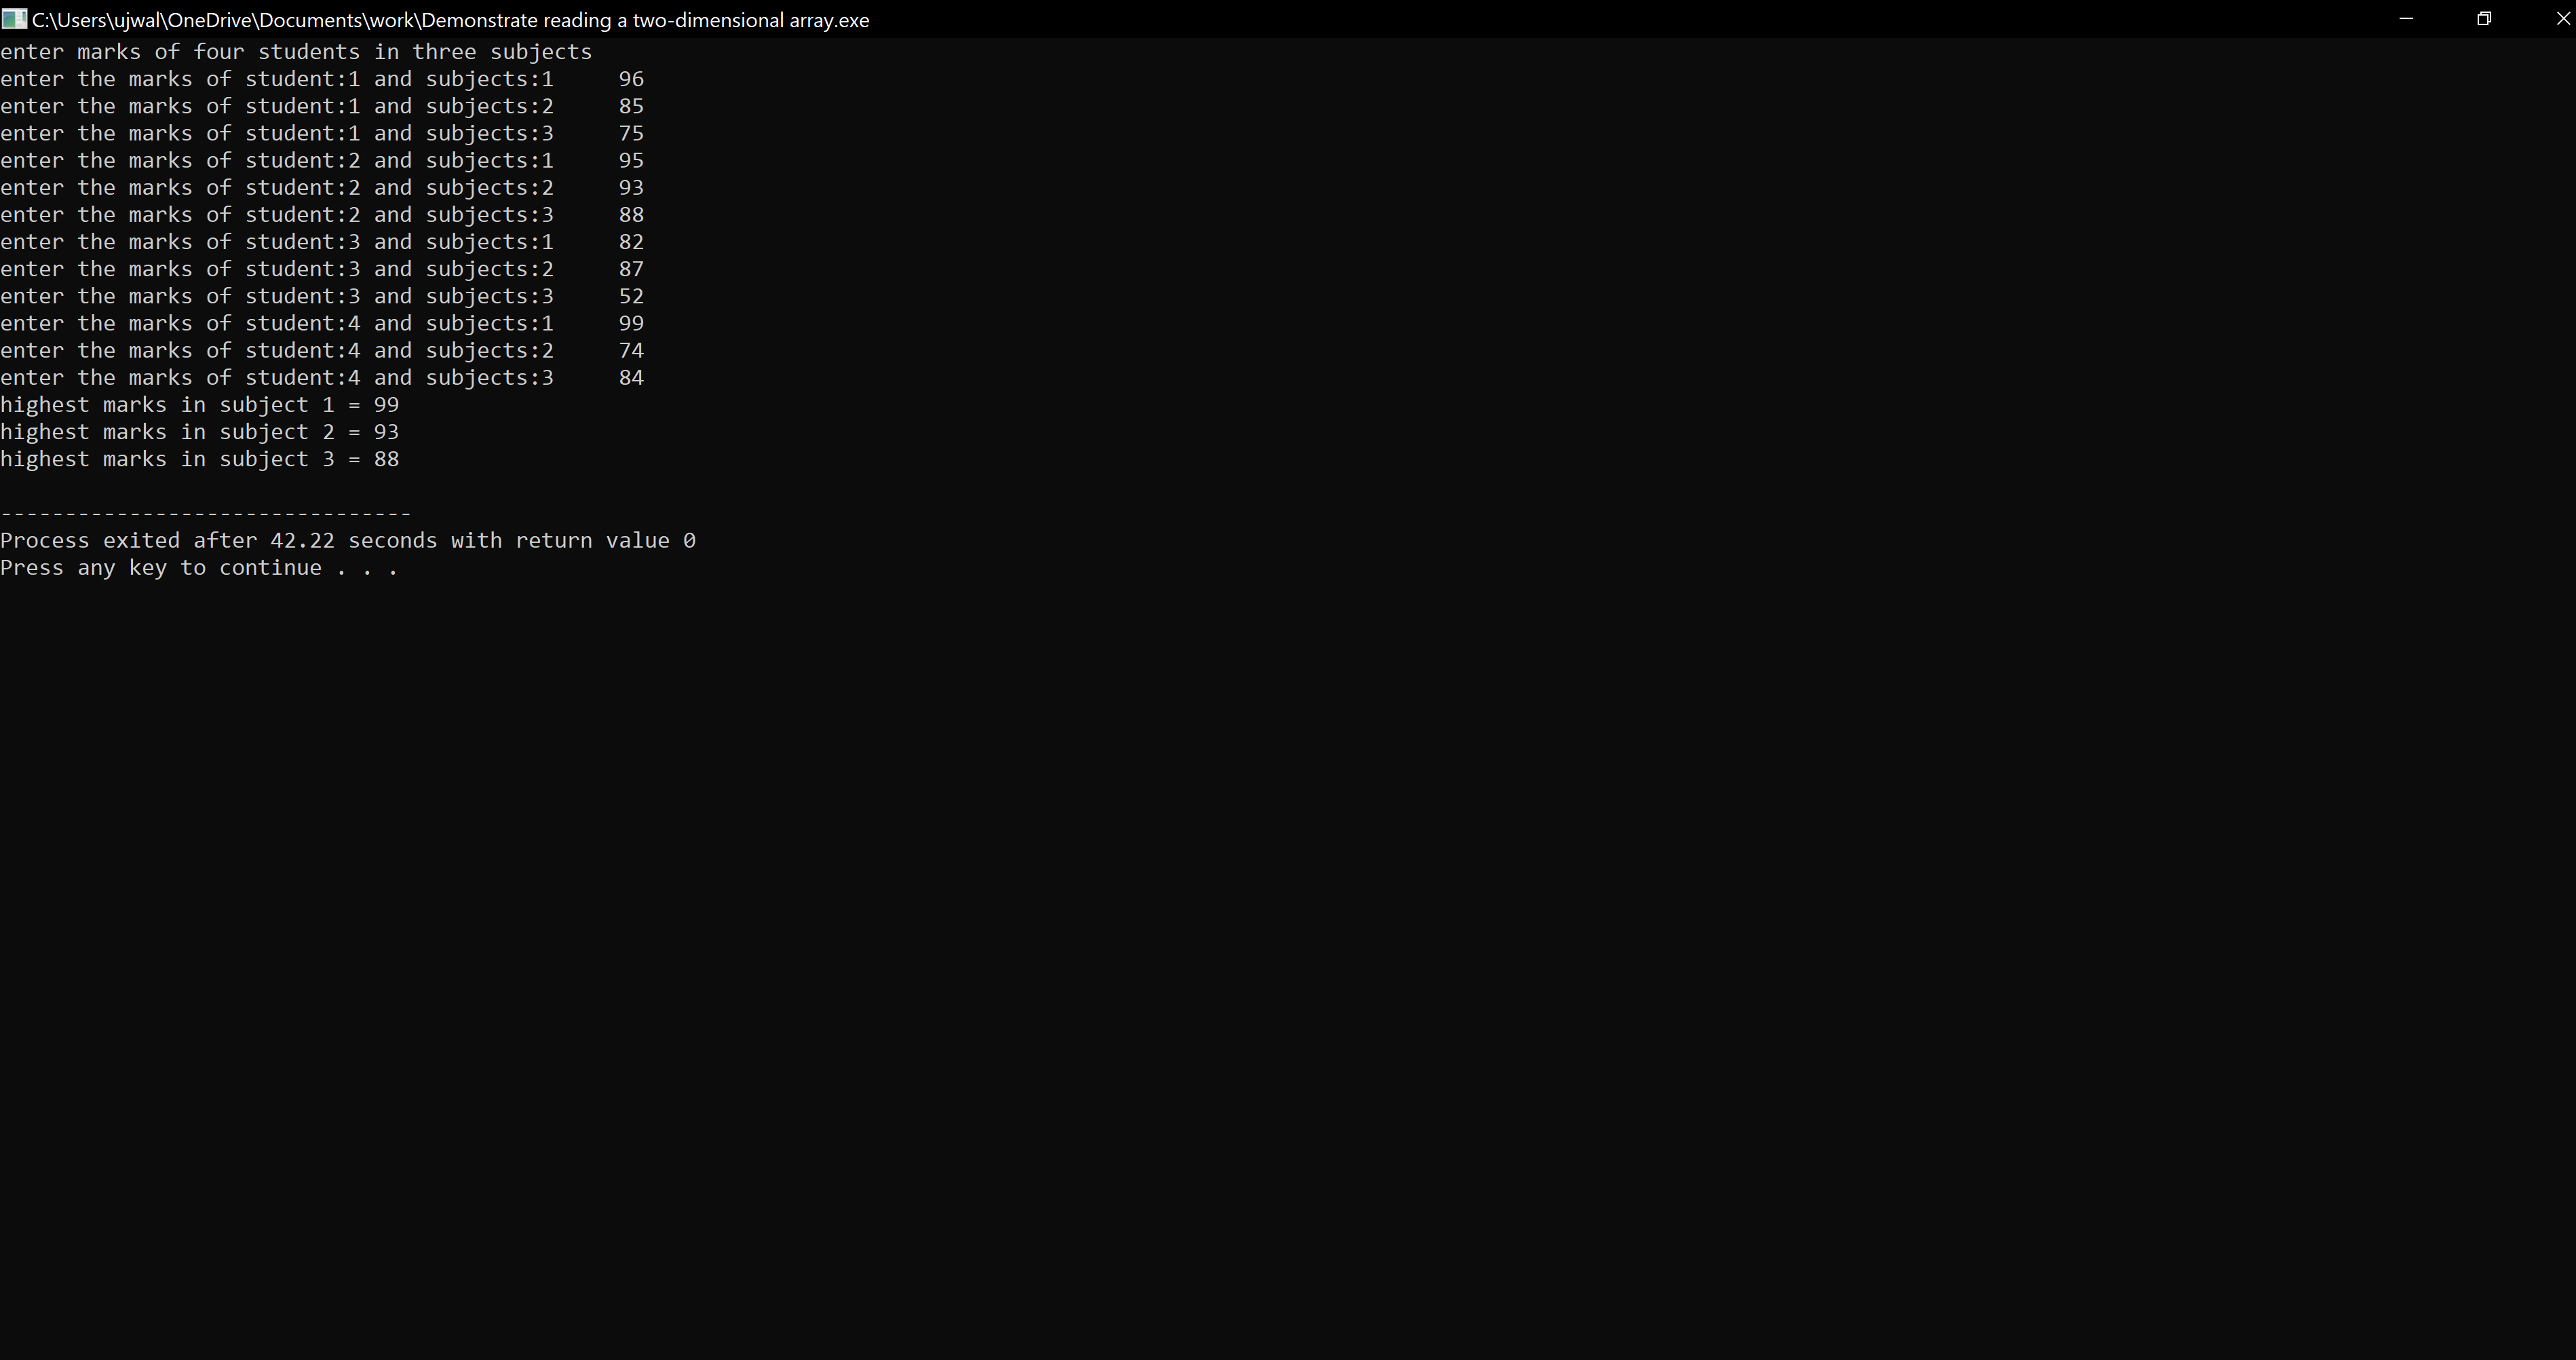 C:\Users\ujwal\OneDrive\Documents\work\Demonstrate reading a two-dimensional array.exe
enter marks of four students in three subjects
enter the marks of student:1 and subjects:1     96
enter the marks of student:1 and subjects:2     85
enter the marks of student:1 and subjects:3     75
enter the marks of student:2 and subjects:1     95
enter the marks of student:2 and subjects:2     93
enter the marks of student:2 and subjects:3     88
enter the marks of student:3 and subjects:1     82
enter the marks of student:3 and subjects:2     87
enter the marks of student:3 and subjects:3     52
enter the marks of student:4 and subjects:1     99
enter the marks of student:4 and subjects:2     74
enter the marks of student:4 and subjects:3     84
highest marks in subject 1 = 99
highest marks in subject 2 = 93
highest marks in subject 3 = 88
--------------------------------
Process exited after 42.22 seconds with return value 0
Press any key to continue . . .